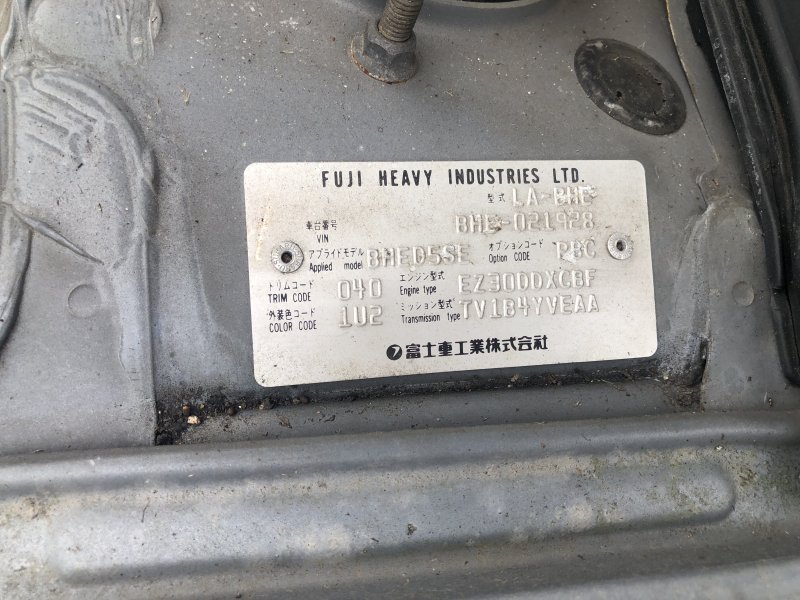 FUJI HEAVY INDUSTRIES LTD.
型式 LA-BHE
車台番号 VIN BHE-021928
アプライドモデル Applied model BHED5SE オプションコード Option CODE PBC
トリムコード TRIM CODE 040 エンジン型式 Engine type EZ30DDXCBF
外装色コード COLOR CODE 1U2 ミッション型式 Transmission type TV1B4YVEAA
富士重工業株式会社